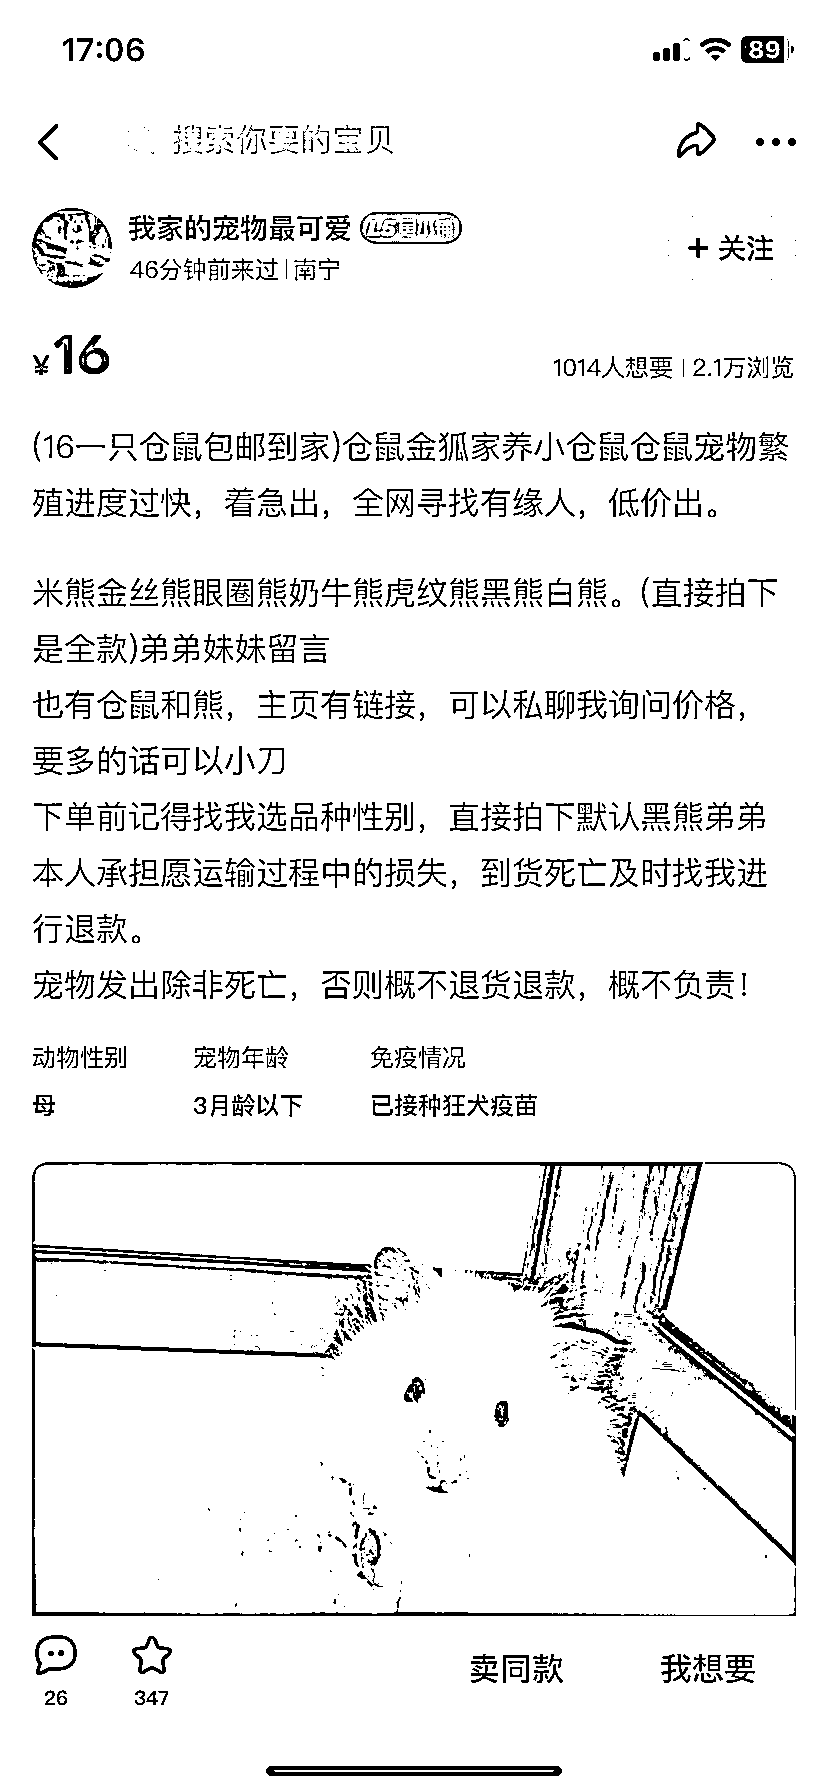 17:06
89
搜索你要的宝贝
我家的宠物最可爱
46分钟前来过 | 南宁
+ 关注
¥16
1014人想要 | 2.1万浏览
(16一只仓鼠包邮到家)仓鼠金狐家养小仓鼠仓鼠宠物繁
殖进度过快，着急出，全网寻找有缘人，低价出。
米熊金丝熊眼圈熊奶牛熊虎纹熊黑熊白熊。(直接拍下
是全款)弟弟妹妹留言
也有仓鼠和熊，主页有链接，可以私聊我询问价格，
要多的话可以小刀
下单前记得找我选品种性别，直接拍下默认黑熊弟弟
本人承担愿运输过程中的损失，到货死亡及时找我进
行退款。
宠物发出除非死亡，否则概不退货退款，概不负责！
动物性别 宠物年龄 免疫情况
母 3月龄以下 已接种狂犬疫苗
26 347 卖同款 我想要